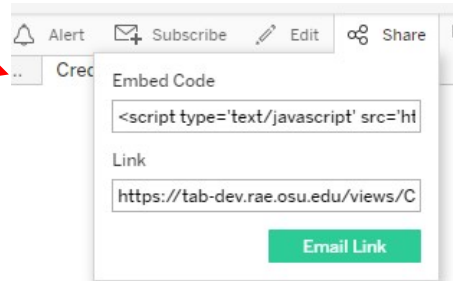 Alert Subscribe Edit Share
.. Cred
Embed Code
<script type='text/javascript' src='ht
Link
https://tab-dev.rae.osu.edu/views/C
Email Link